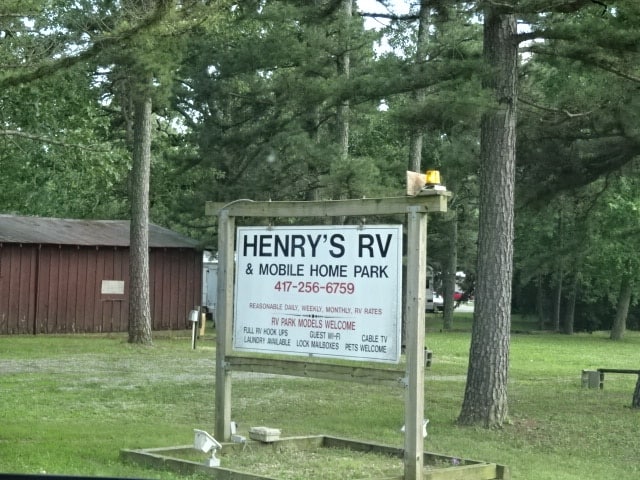 HENRY'S RV
& MOBILE HOME PARK
417-256-6759
REASONABLE DAILY, WEEKLY, MONTHLY, RV RATES
RV PARK MODELS WELCOME
FULL RV HOOK UPS GUEST WI-FI CABLE TV
LAUNDRY AVAILABLE LOCK MAILBOXES PETS WELCOME